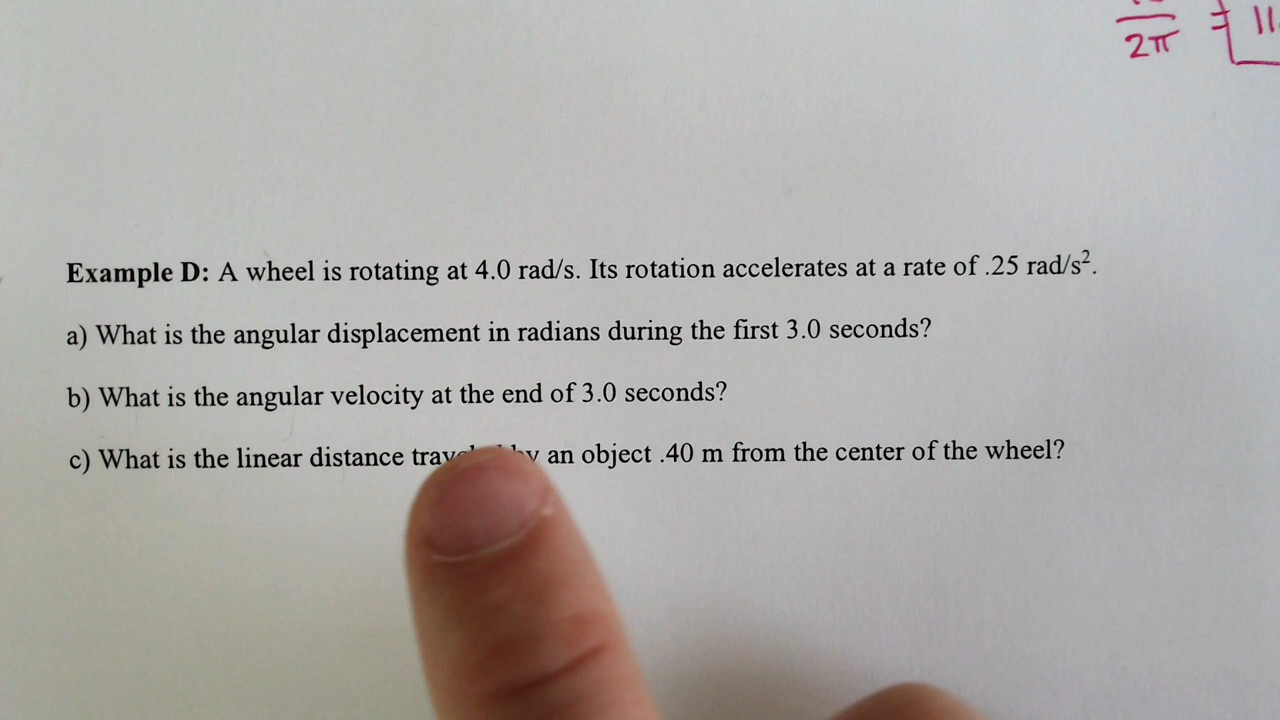 2π = 11
Example D: A wheel is rotating at 4.0 rad/s. Its rotation accelerates at a rate of .25 rad/s².
a) What is the angular displacement in radians during the first 3.0 seconds?
b) What is the angular velocity at the end of 3.0 seconds?
c) What is the linear distance by an object .40 m from the center of the wheel?